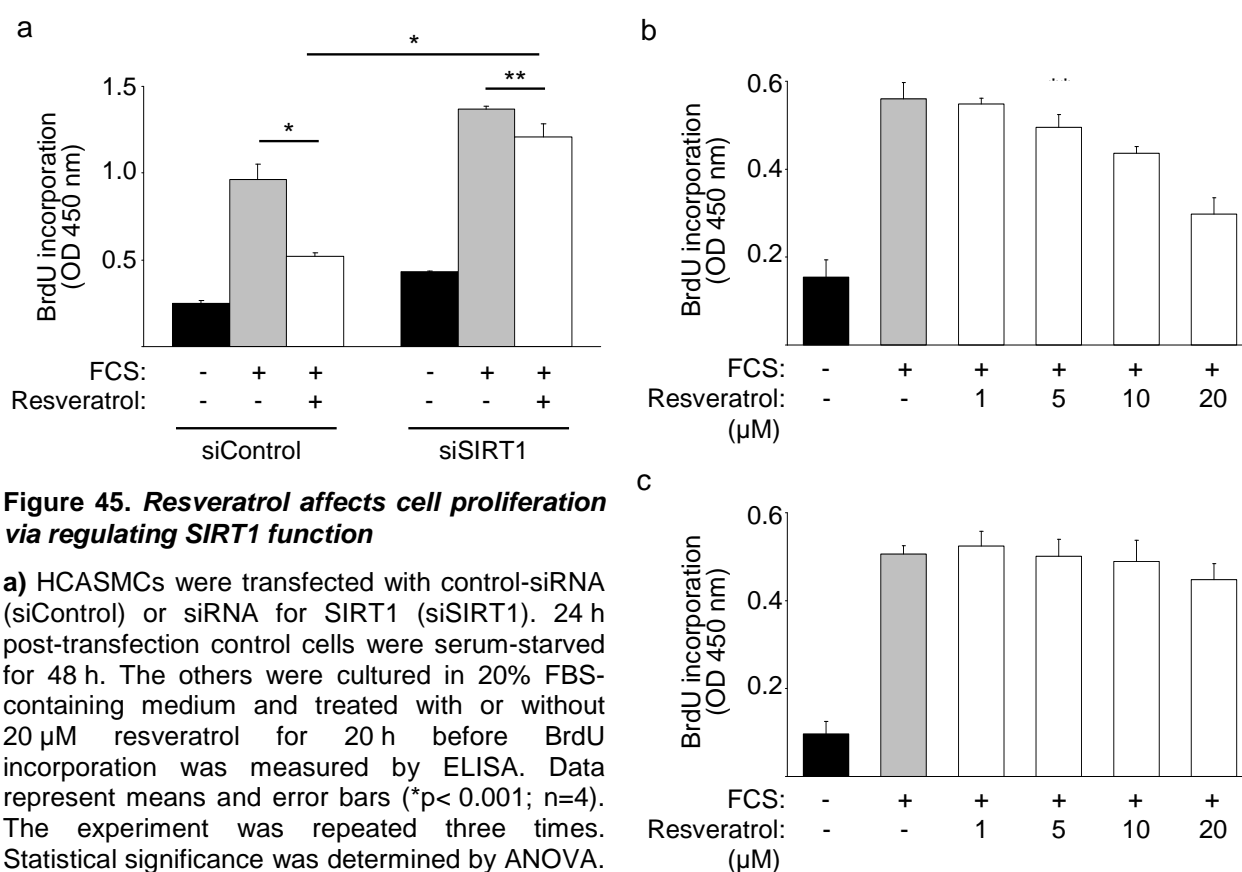 a
*
**
*
1.5
1.0
0.5
BrdU incorporation
(OD 450 nm)
FCS: - + + - + +
Resveratrol: - - + - - +
siControl siSIRT1
Figure 45. Resveratrol affects cell proliferation
via regulating SIRT1 function
a) HCASMCs were transfected with control-siRNA
(siControl) or siRNA for SIRT1 (siSIRT1). 24 h
post-transfection control cells were serum-starved
for 48 h. The others were cultured in 20% FBS-
containing medium and treated with or without
20 µM resveratrol for 20 h before BrdU
incorporation was measured by ELISA. Data
represent means and error bars (*p< 0.001; n=4).
The experiment was repeated three times.
Statistical significance was determined by ANOVA.
b
0.6
0.4
0.2
BrdU incorporation
(OD 450 nm)
FCS: - + + + + +
Resveratrol: - - 1 5 10 20
(µM)
c
0.6
0.4
0.2
BrdU incorporation
(OD 450 nm)
FCS: - + + + + +
Resveratrol: - - 1 5 10 20
(µM)